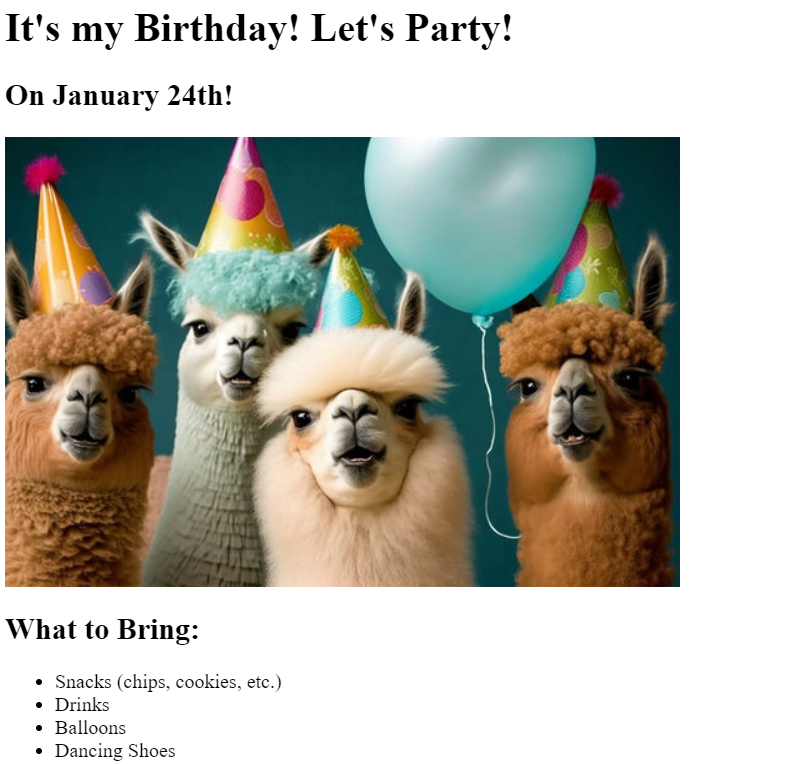 It's my Birthday! Let's Party!
On January 24th!
What to Bring:
Snacks (chips, cookies, etc.)
Drinks
Balloons
Dancing Shoes